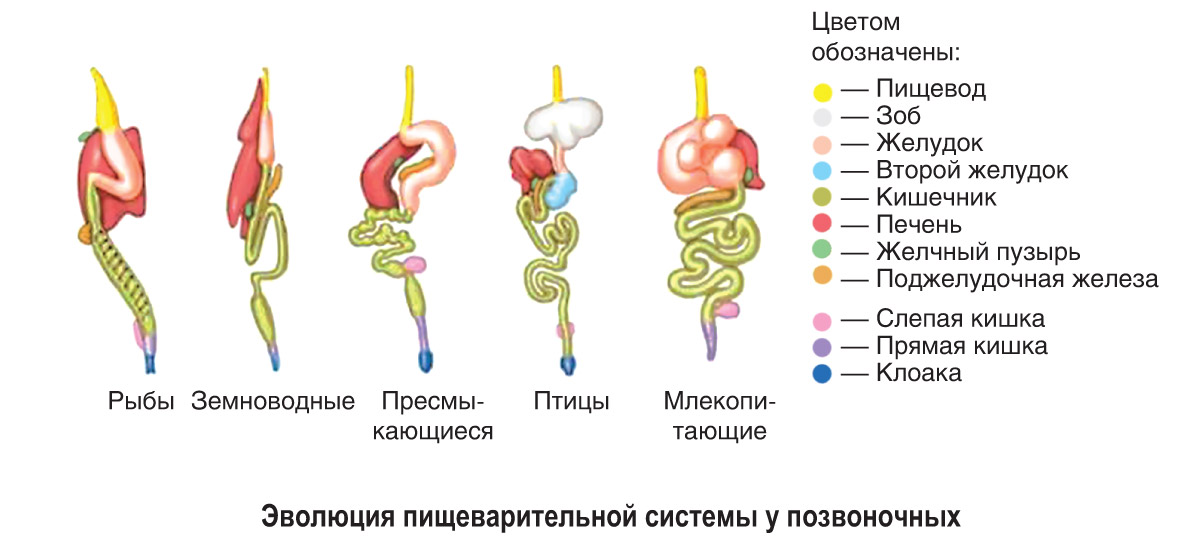 Цветом
обозначены:
— Пищевод
— Зоб
— Желудок
— Второй желудок
— Кишечник
— Печень
— Желчный пузырь
— Поджелудочная железа
— Слепая кишка
— Прямая кишка
— Клоака
Рыбы
Земноводные
Пресмы-
кающиеся
Птицы
Млекопи-
тающие
Эволюция пищеварительной системы у позвоночных